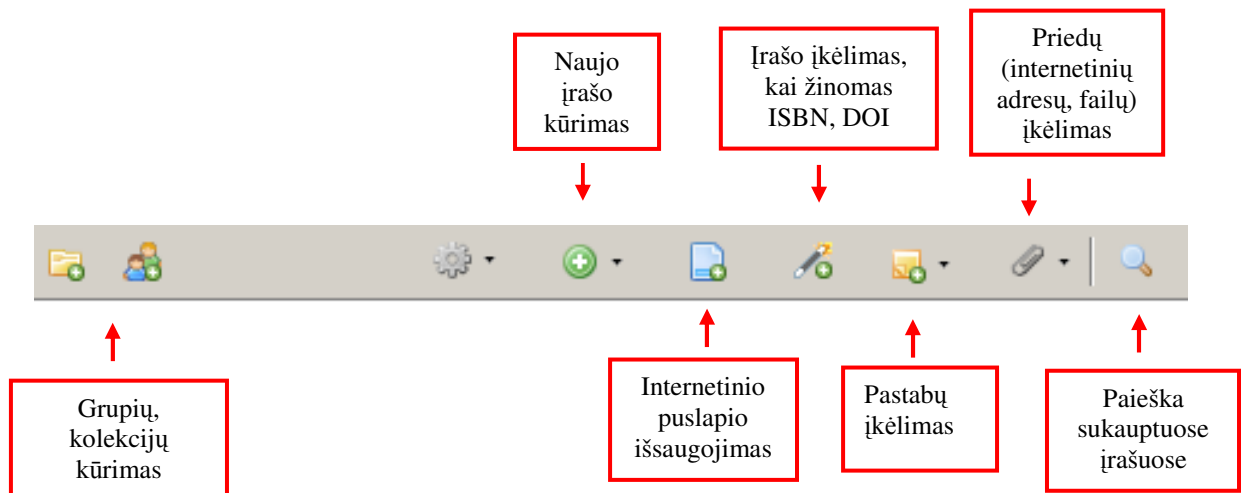 Naujo
įrašo
kūrimas
Įrašo įkėlimas,
kai žinomas
ISBN, DOI
Priedų
(internetinių
adresų, failų)
įkėlimas
Grupių,
kolekcijų
kūrimas
Internetinio
puslapio
išsaugojimas
Pastabų
įkėlimas
Paieška
sukauptuose
įrašuose